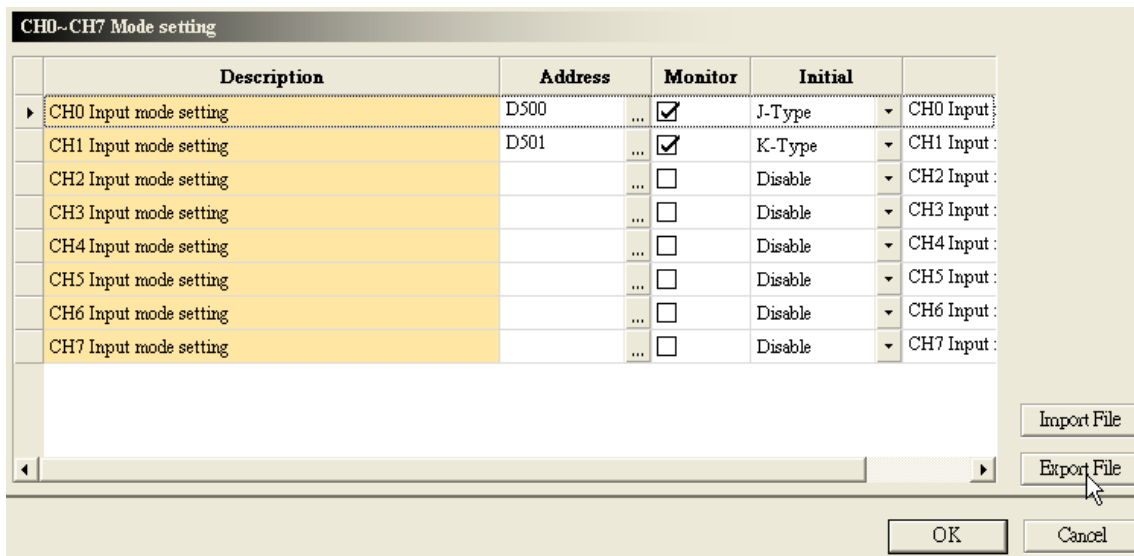 CH0~CH7 Mode setting
Description Address Monitor Initial
CH0 Input mode setting D500 ... J-Type CH0 Input :
CH1 Input mode setting D501 ... K-Type CH1 Input :
CH2 Input mode setting ... Disable CH2 Input :
CH3 Input mode setting ... Disable CH3 Input :
CH4 Input mode setting ... Disable CH4 Input :
CH5 Input mode setting ... Disable CH5 Input :
CH6 Input mode setting ... Disable CH6 Input :
CH7 Input mode setting ... Disable CH7 Input :
Import File
Export File
OK Cancel